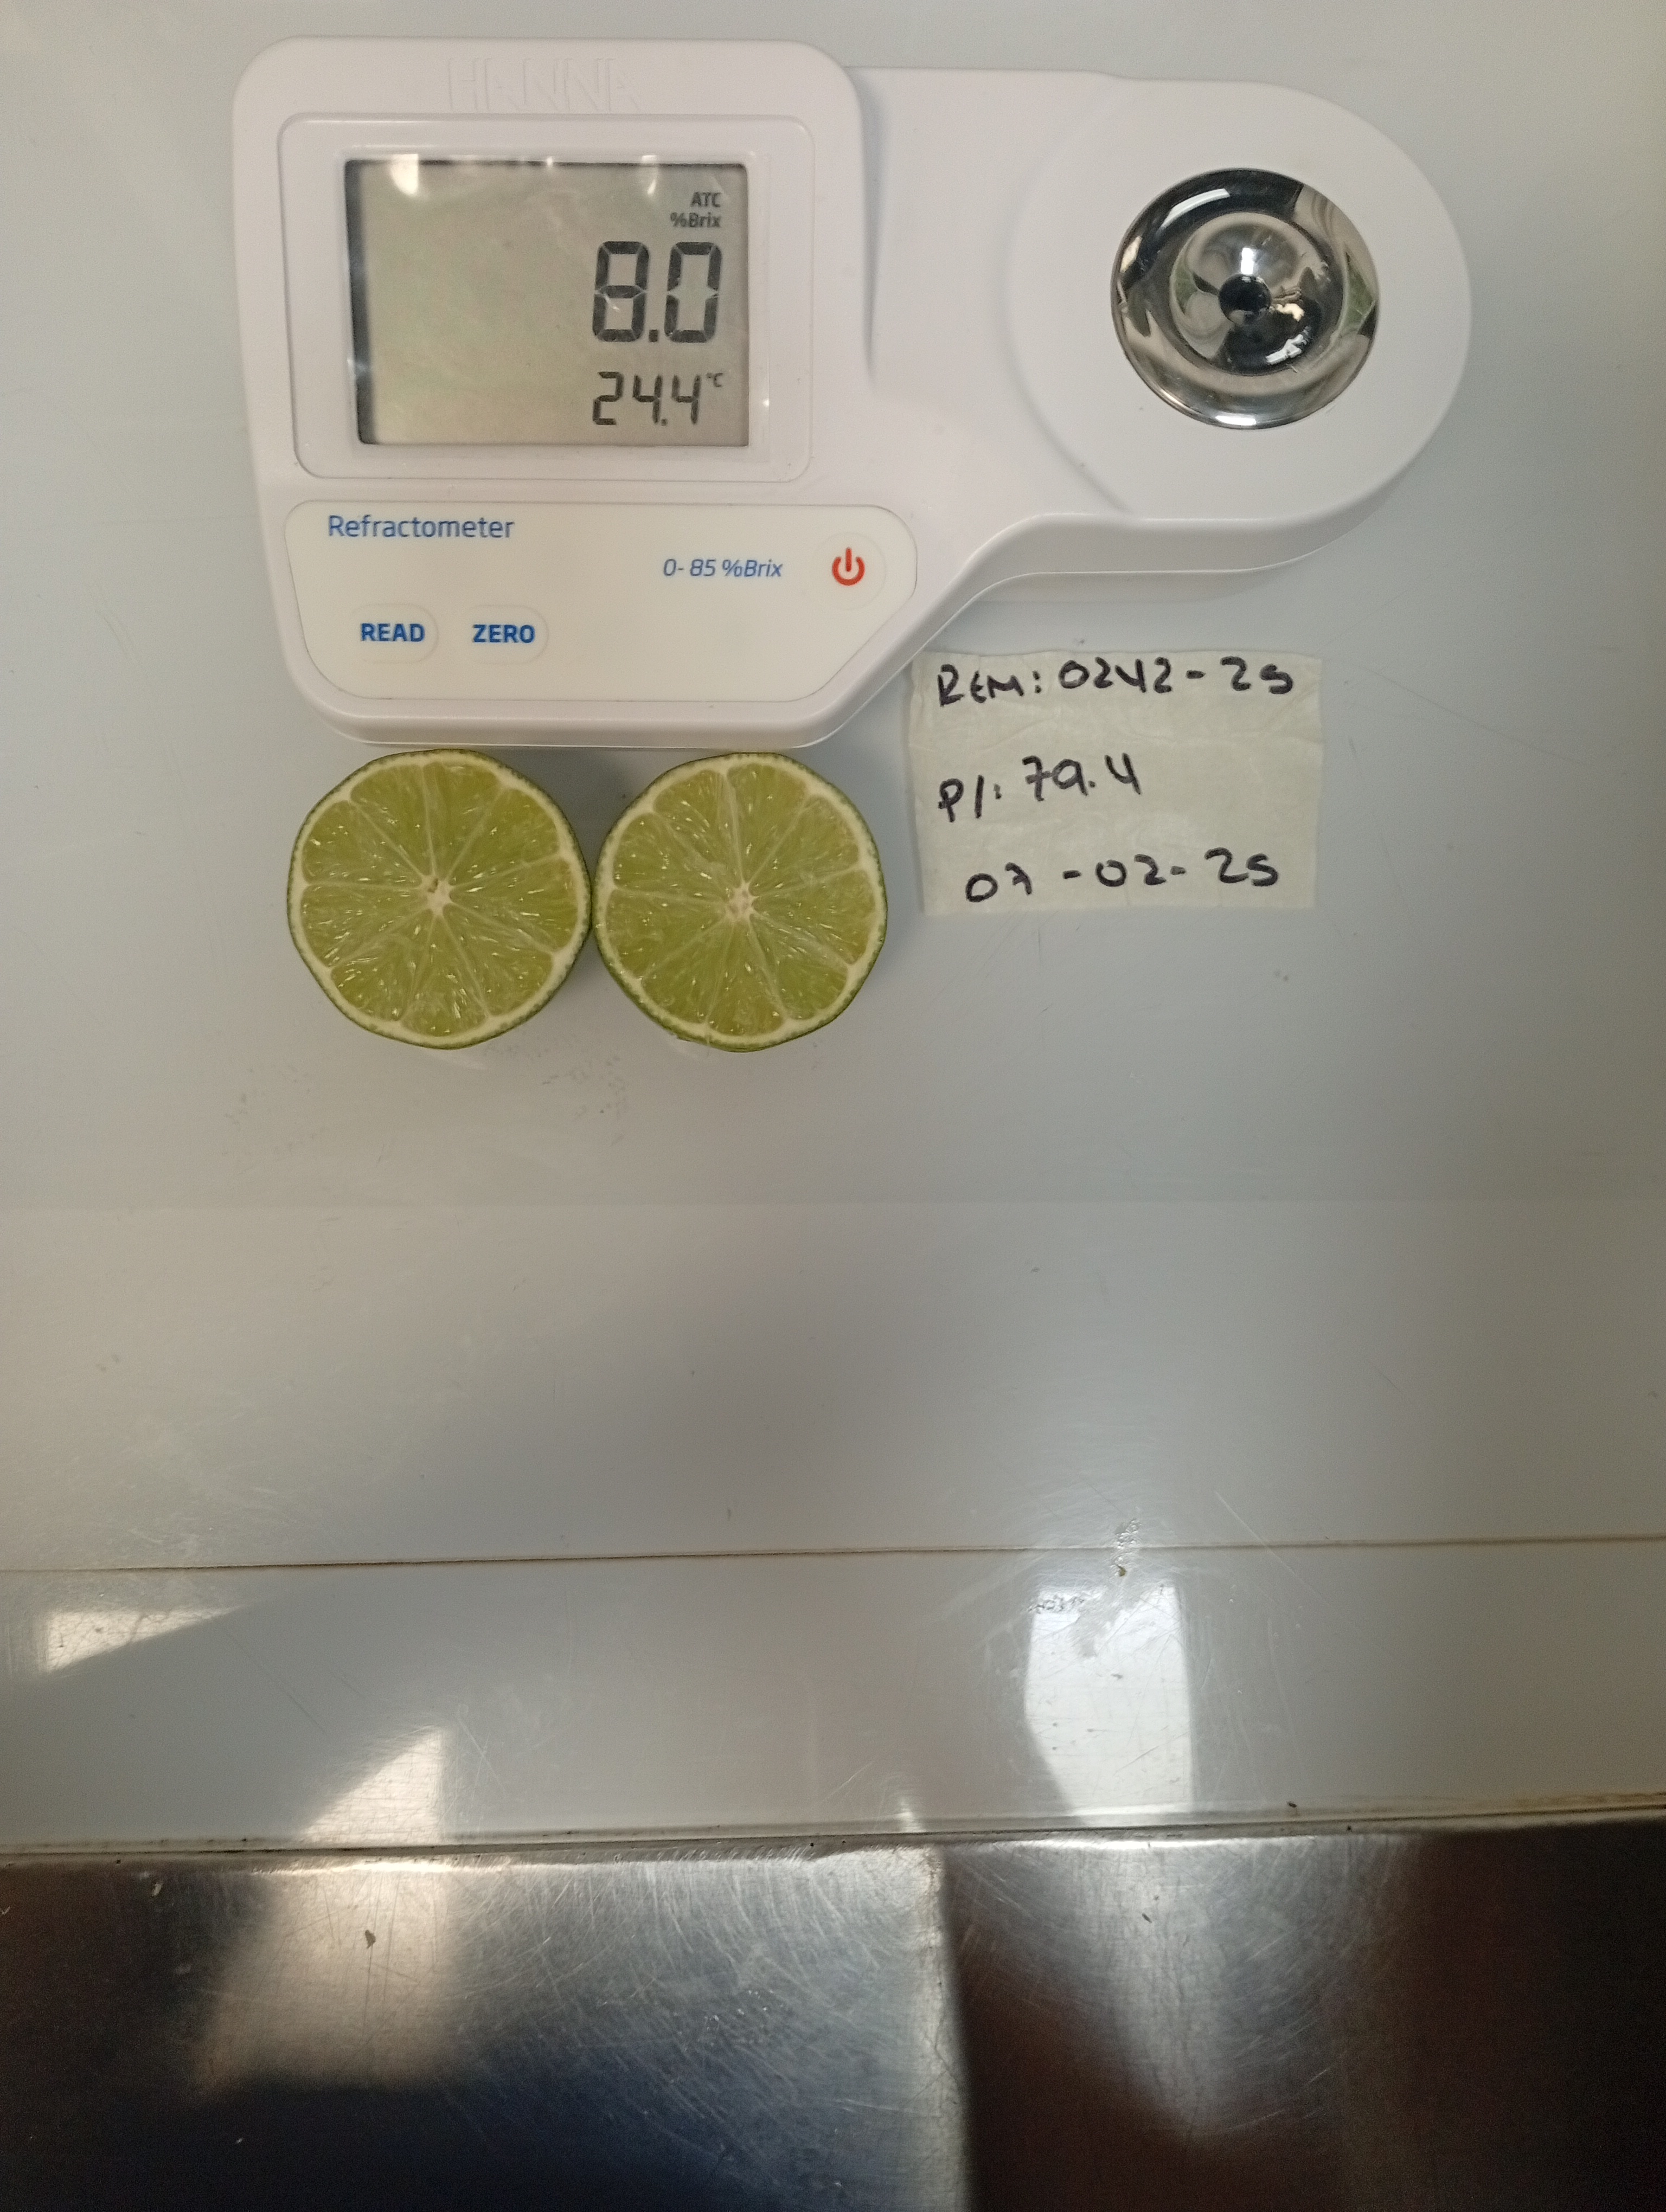 HANNA
ATC
%Brix
8.0
24.4°C
Refractometer
0-85 %Brix
READ ZERO
REM: 0242-25
P/: 79.4
07-02-25